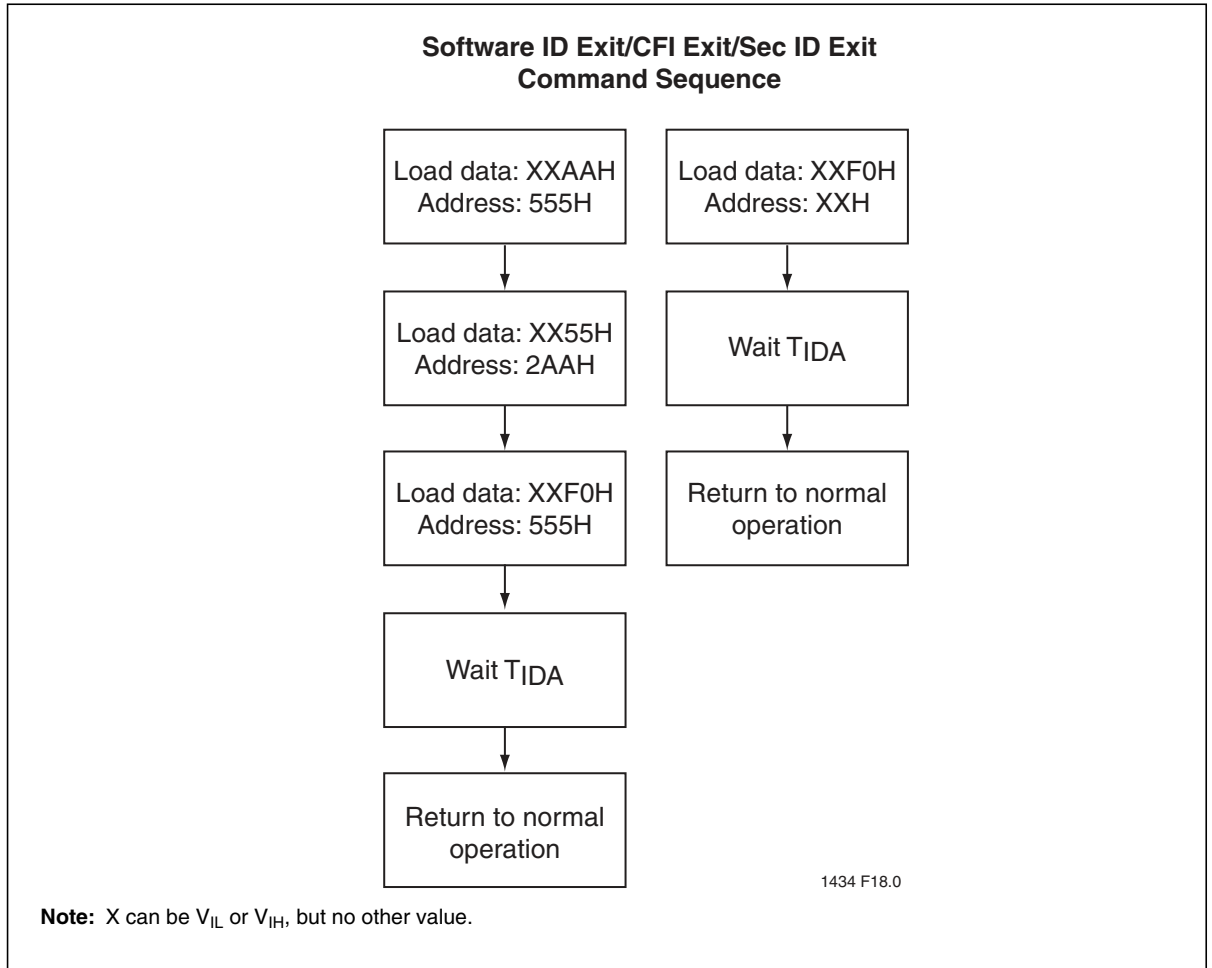 Software ID Exit/CFI Exit/Sec ID Exit
Command Sequence
Load data: XXAAH
Address: 555H
Load data: XX55H
Address: 2AAH
Load data: XXF0H
Address: 555H
Wait TIDA
Return to normal
operation
Load data: XXF0H
Address: XXH
Wait TIDA
Return to normal
operation
1434 F18.0
Note: X can be VIL or VIH, but no other value.